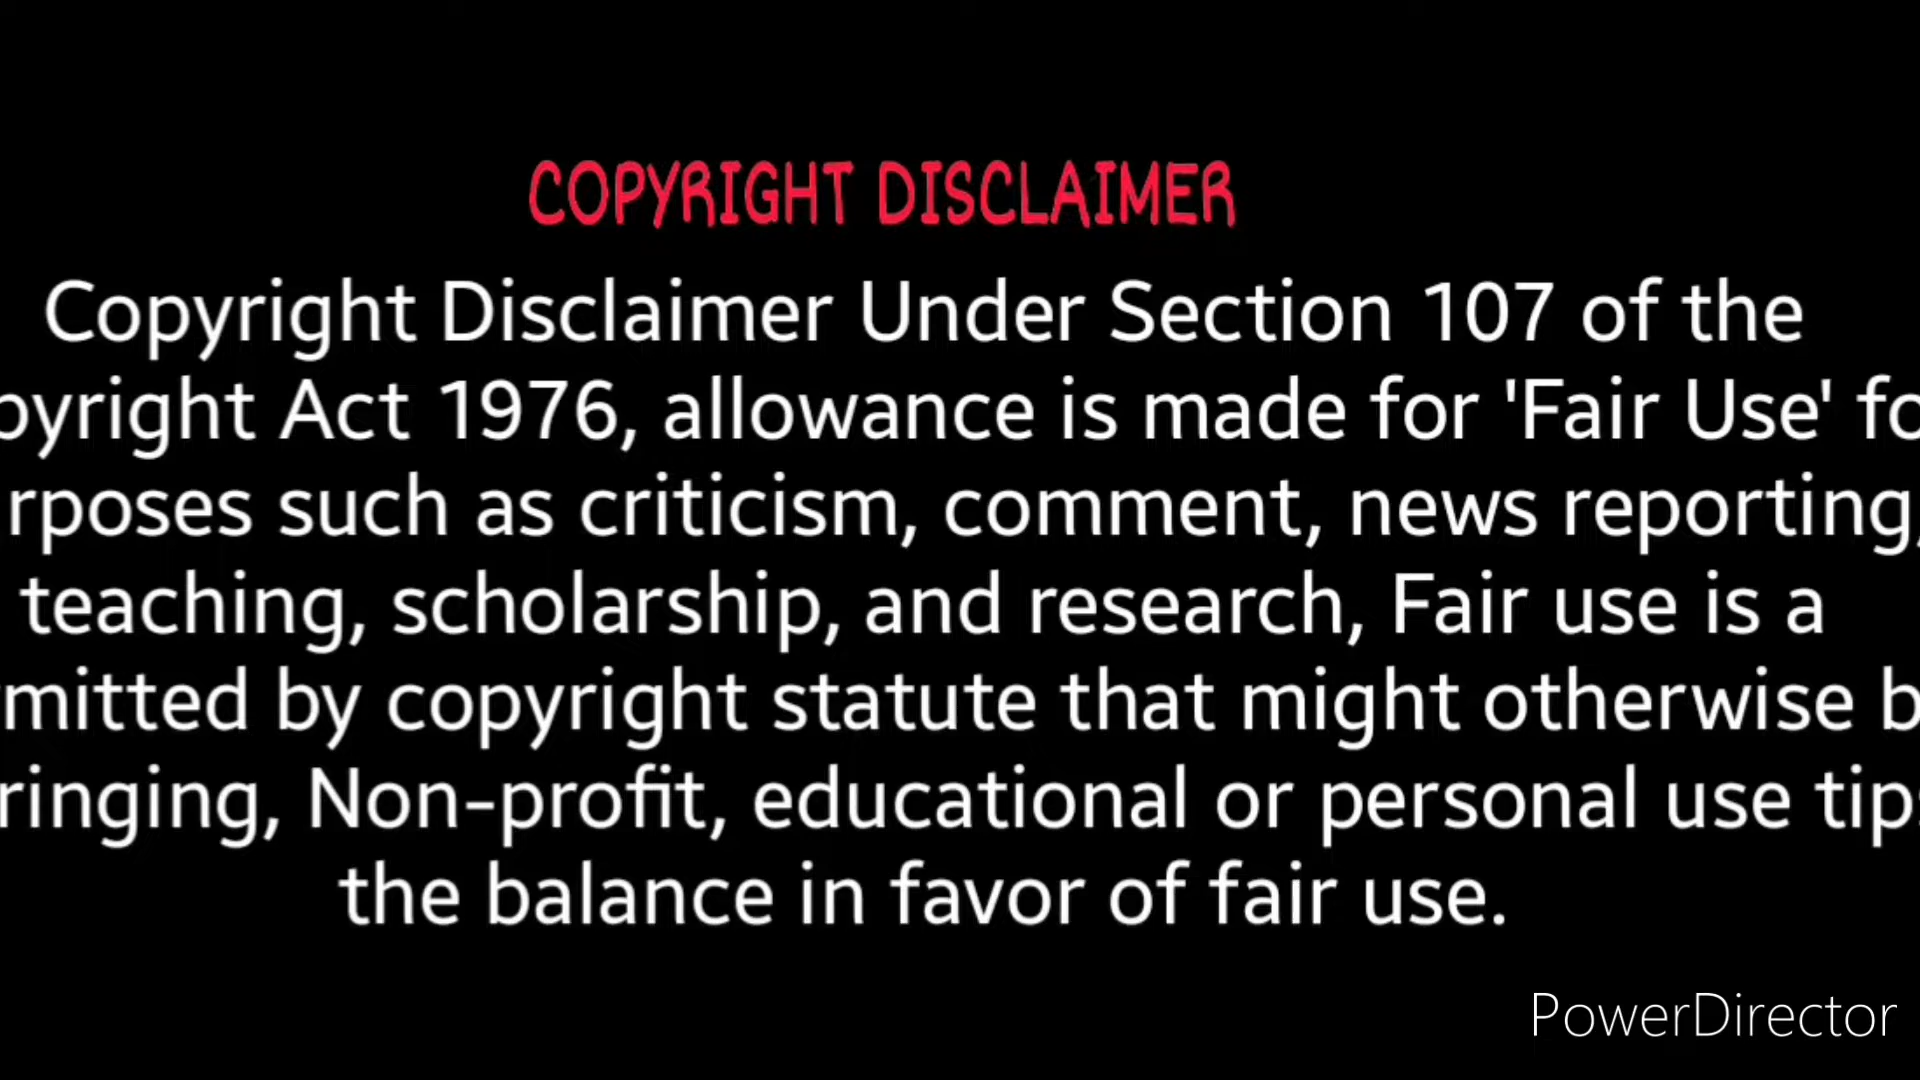 COPYRIGHT DISCLAIMER
Copyright Disclaimer Under Section 107 of the
pyright Act 1976, allowance is made for 'Fair Use' fo
rposes such as criticism, comment, news reporting,
teaching, scholarship, and research, Fair use is a
mitted by copyright statute that might otherwise b
ringing, Non-profit, educational or personal use tips
the balance in favor of fair use.
PowerDirector